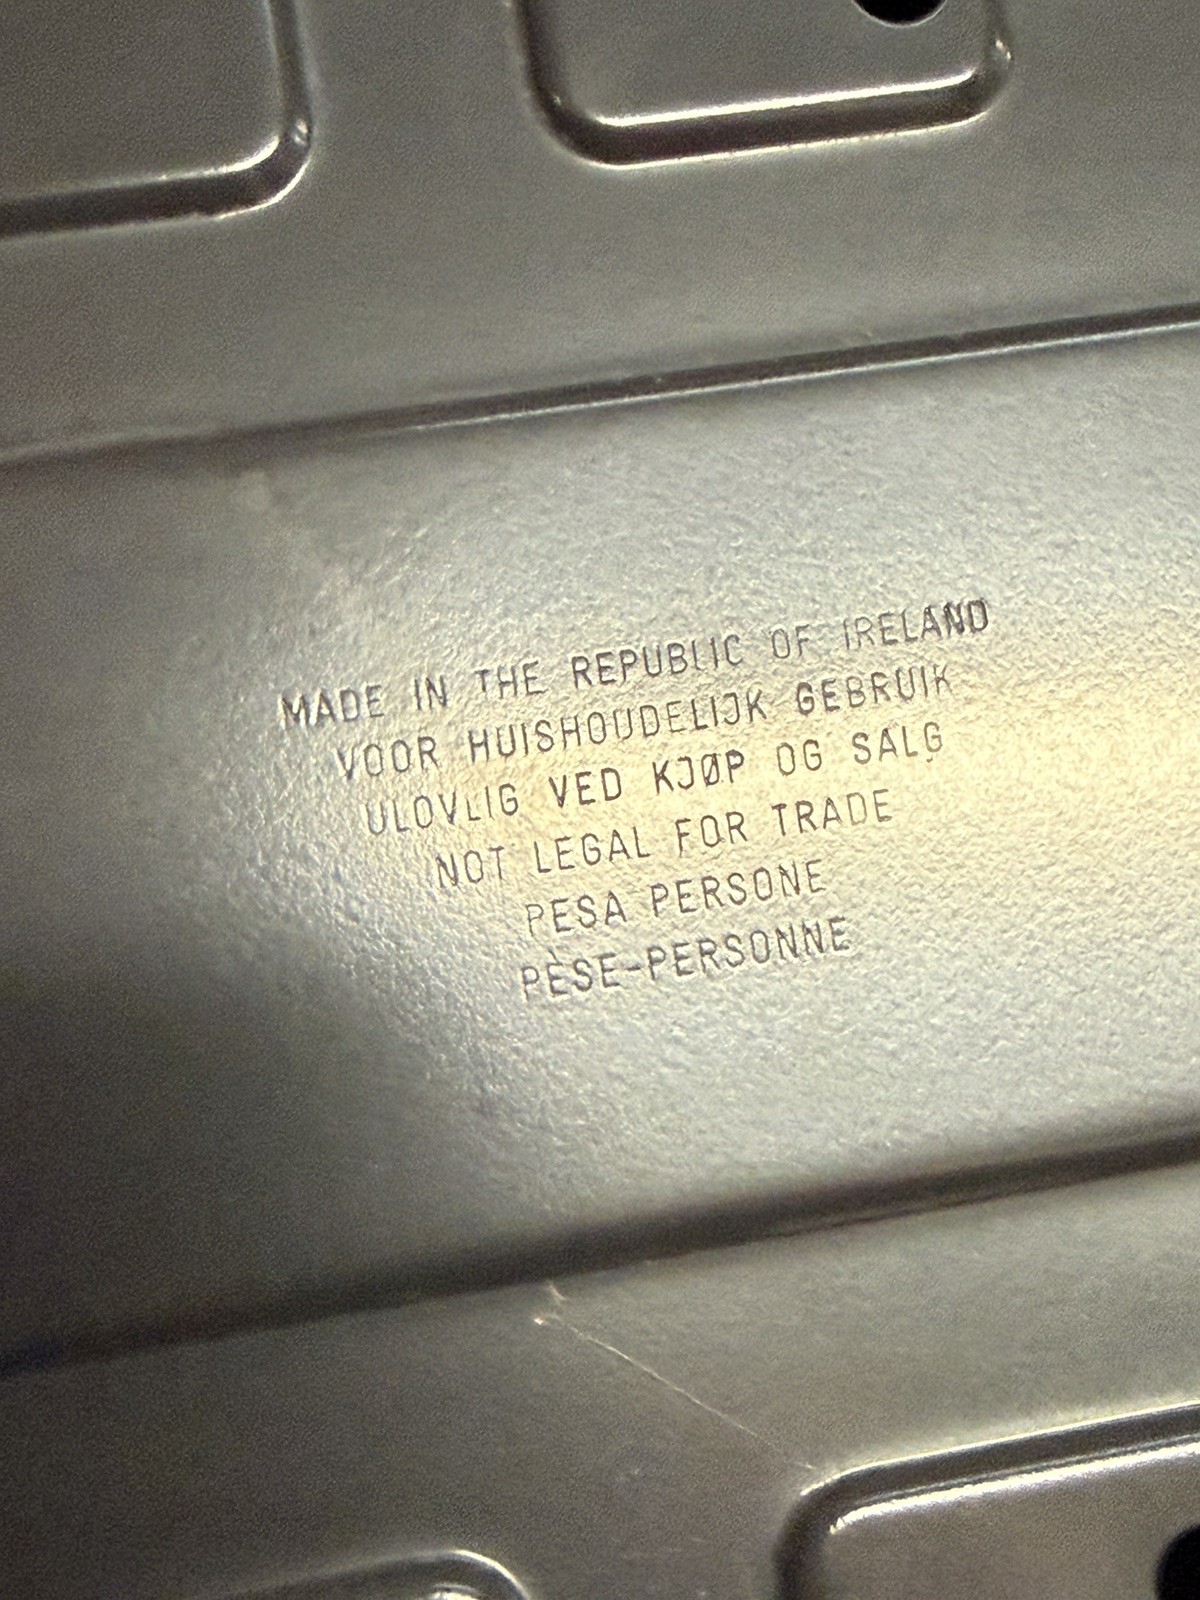 MADE IN THE REPUBLIC OF IRELAND
VOOR HUISHOUDELIJK GEBRUIK
ULOVLIG VED KJØP OG SALG
NOT LEGAL FOR TRADE
PESA PERSONE
PÈSE-PERSONNE